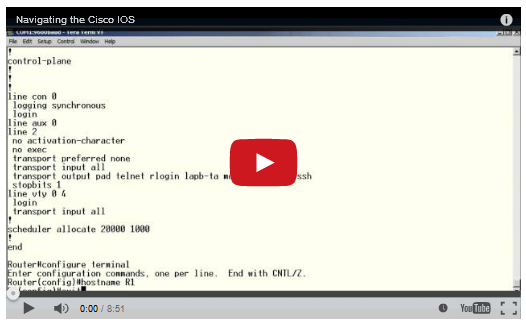 Navigating the Cisco IOS
COM1:9600baud - Tera Term VT
File Edit Setup Control Window Help
!
control-plane
!
!
!
line con 0
logging synchronous
login
line aux 0
line 2
no activation-character
no exec
transport preferred none
transport input all
transport output pad telnet rlogin lapb-ta ssh
stopbits 1
line vty 0 4
login
transport input all
!
scheduler allocate 20000 1000
!
end
Router#configure terminal
Enter configuration commands, one per line. End with CNTL/Z.
Router(config)#hostname R1
0:00 / 8:51
YouTube